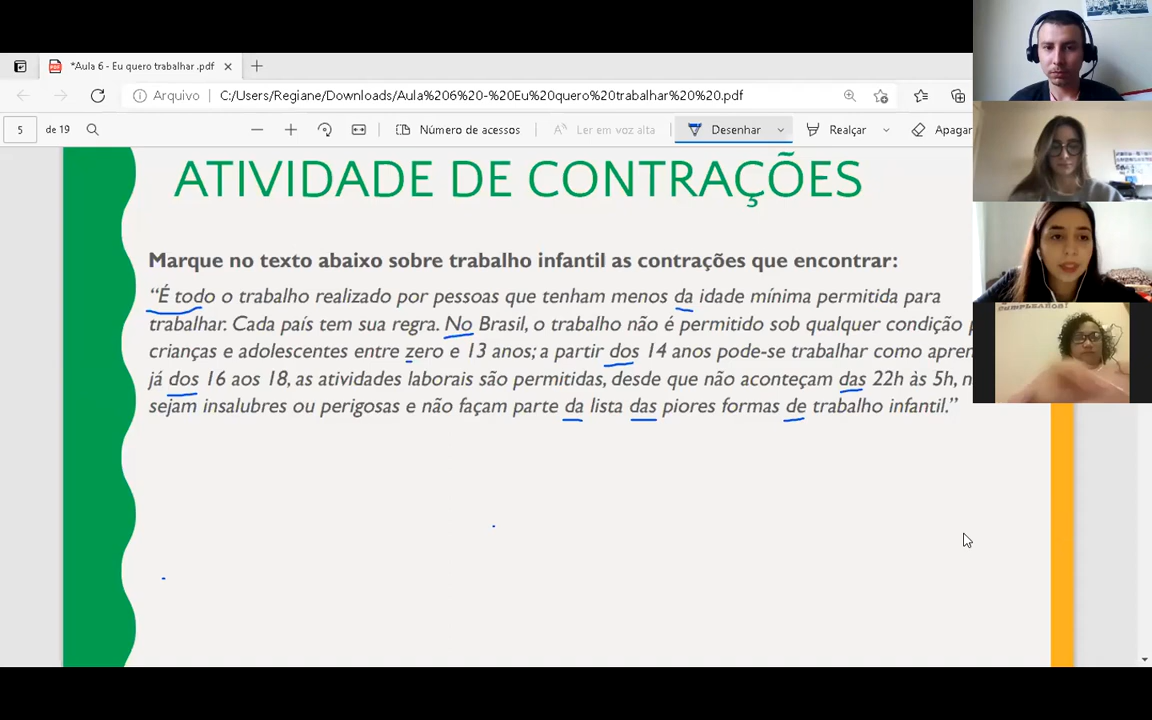 *Aula 6 - Eu quero trabalhar .pdf
Arquivo C:/Users/Regiane/Downloads/Aula%206%20-%20Eu%20quero%20trabalhar%20%20.pdf
5 de 19 Número de acessos Ler em voz alta Desenhar Realçar Apagar
ATIVIDADE DE CONTRAÇÕES
Marque no texto abaixo sobre trabalho infantil as contrações que encontrar:
“É todo o trabalho realizado por pessoas que tenham menos da idade mínima permitida para
trabalhar. Cada país tem sua regra. No Brasil, o trabalho não é permitido sob qualquer condição
crianças e adolescentes entre zero e 13 anos; a partir dos 14 anos pode-se trabalhar como
já dos 16 aos 18, as atividades laborais são permitidas, desde que não aconteçam das 22h às 5h,
sejam insalubres ou perigosas e não façam parte da lista das piores formas de trabalho infantil.”